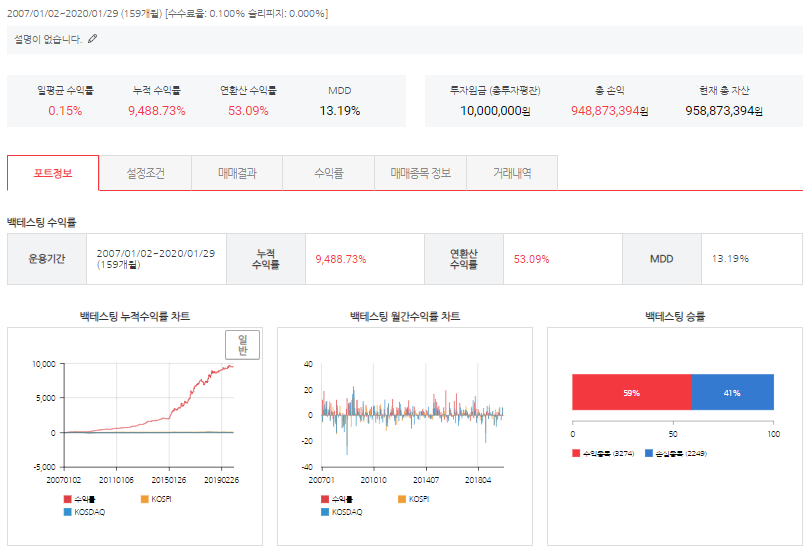 2007/01/02~2020/01/29 (159개월) [수수료율: 0.100% 슬리피지: 0.000%]
설명이 없습니다.
일평균 수익률 누적 수익률 연환산 수익률 MDD
0.15% 9,488.73% 53.09% 13.19%
투자원금 (총투자평잔) 총 손익 현재 총 자산
10,000,000원 948,873,394원 958,873,394원
포트정보 설정조건 매매결과 수익률 매매종목 정보 거래내역
백테스팅 수익률
운용기간 2007/01/02~2020/01/29 (159개월) 누적 수익률 9,488.73% 연환산 수익률 53.09% MDD 13.19%
백테스팅 누적수익률 차트
일반
10,000
5,000
0
-5,000
20070102 20110106 20150126 20190226
수익률 KOSPI
KOSDAQ
백테스팅 월간수익률 차트
40
20
0
-20
-40
200701 201010 201407 201804
수익률 KOSPI
KOSDAQ
백테스팅 승률
59% 41%
0 50 100
수익종목 (3274) 손실종목 (2249)